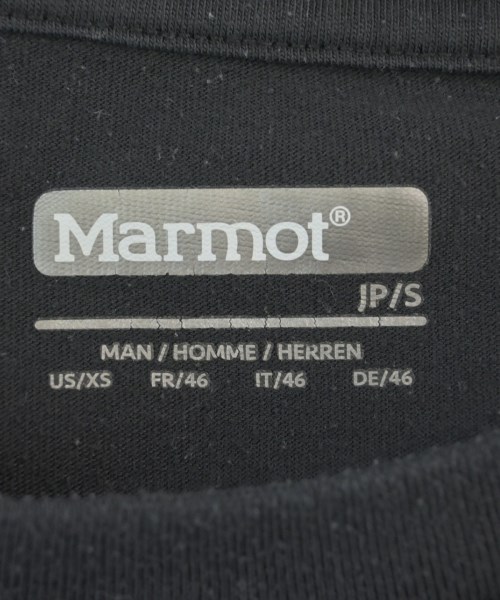 Marmot®
JP/S
MAN / HOMME / HERREN
US/XS FR/46 IT/46 DE/46